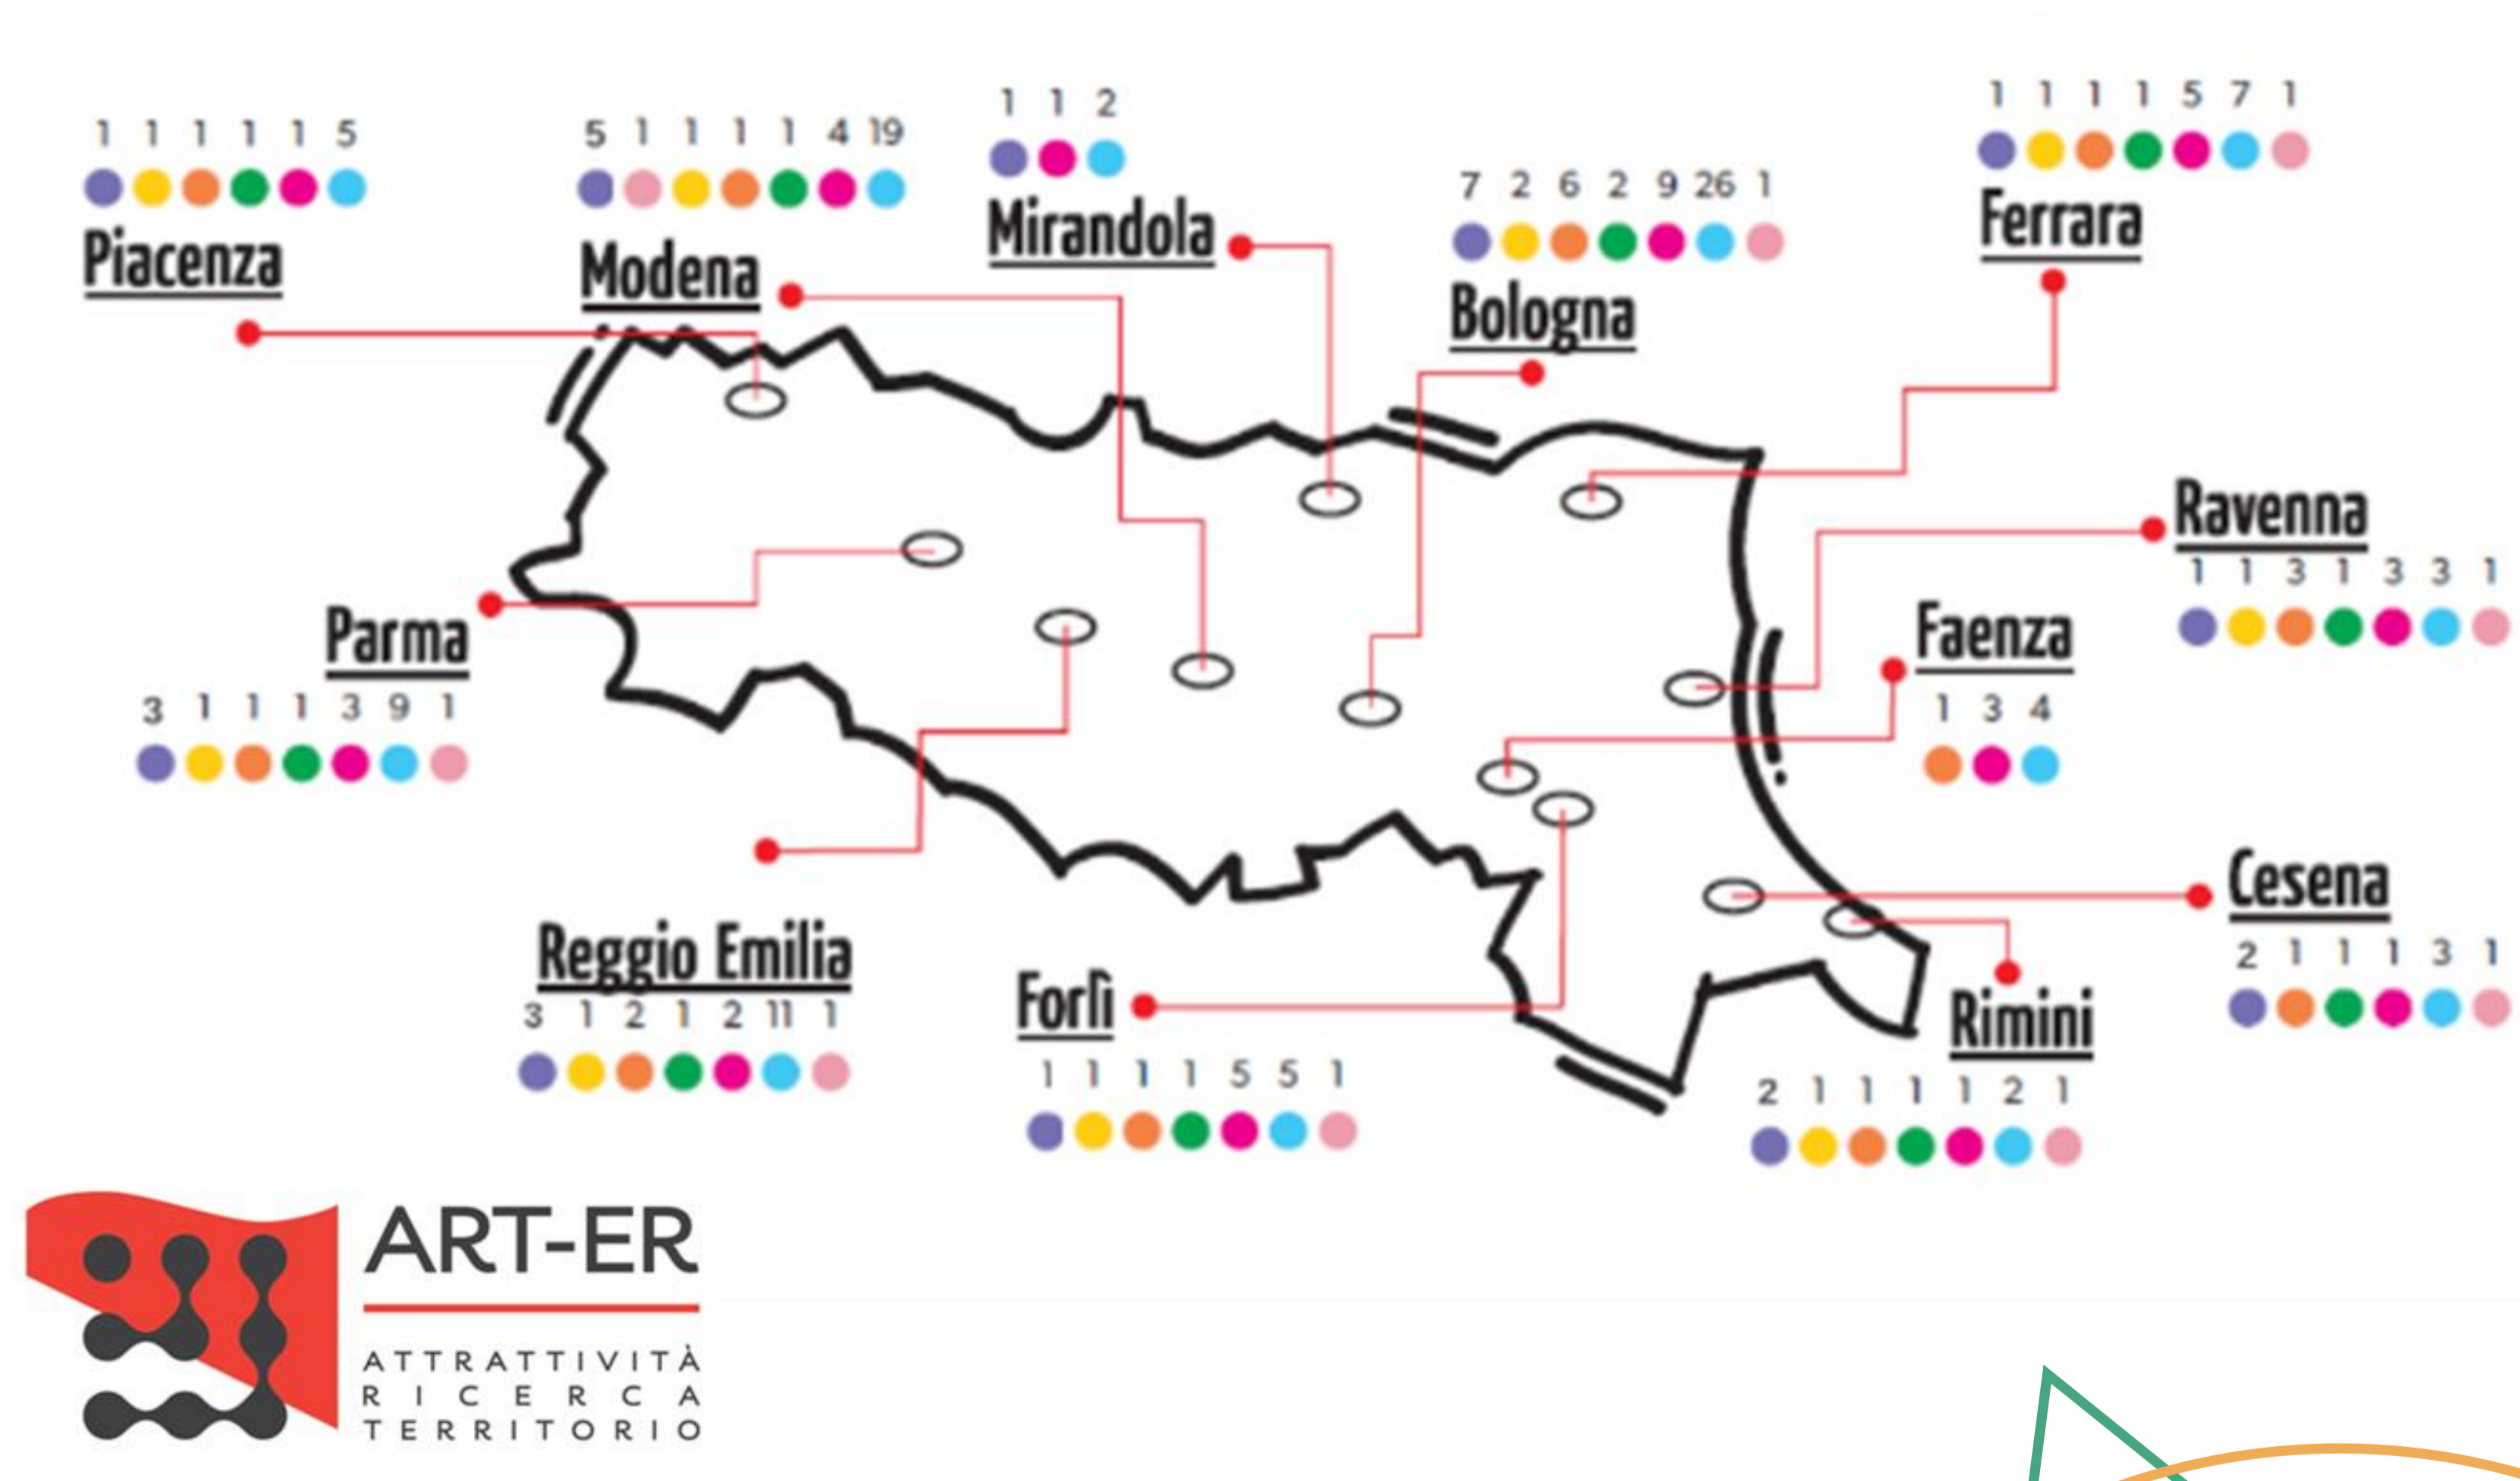 1 1 1 1 1 5
Piacenza
5 1 1 1 1 4 19
Modena
1 1 2
Mirandola
7 2 6 2 9 26 1
Bologna
1 1 1 1 5 7 1
Ferrara
Ravenna
1 1 3 1 3 3 1
Parma
3 1 1 1 3 9 1
Faenza
1 3 4
Cesena
2 1 1 1 3 1
Reggio Emilia
3 1 2 1 2 11 1
Forlì
1 1 1 1 5 5 1
Rimini
2 1 1 1 1 2 1
ART-ER
ATTRATTIVITÀ
RICERCA
TERRITORIO